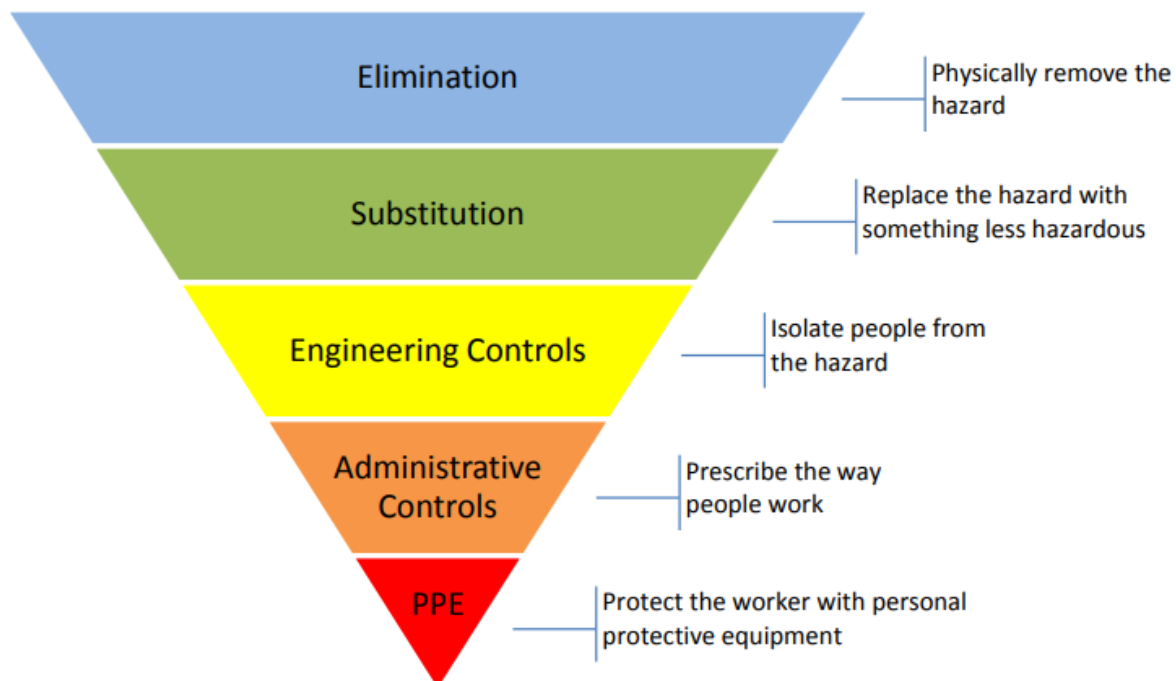 Elimination
Physically remove the
hazard
Substitution
Replace the hazard with
something less hazardous
Engineering Controls
Isolate people from
the hazard
Administrative
Controls
Prescribe the way
people work
PPE
Protect the worker with personal
protective equipment